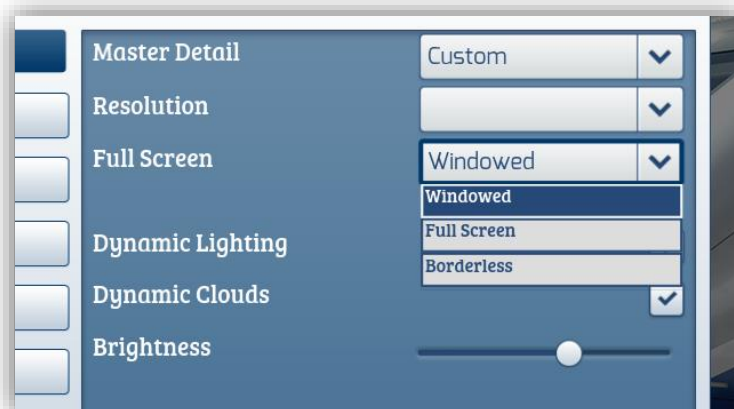 Master Detail Custom
Resolution
Full Screen Windowed
Windowed
Full Screen
Borderless
Dynamic Lighting
Dynamic Clouds
Brightness